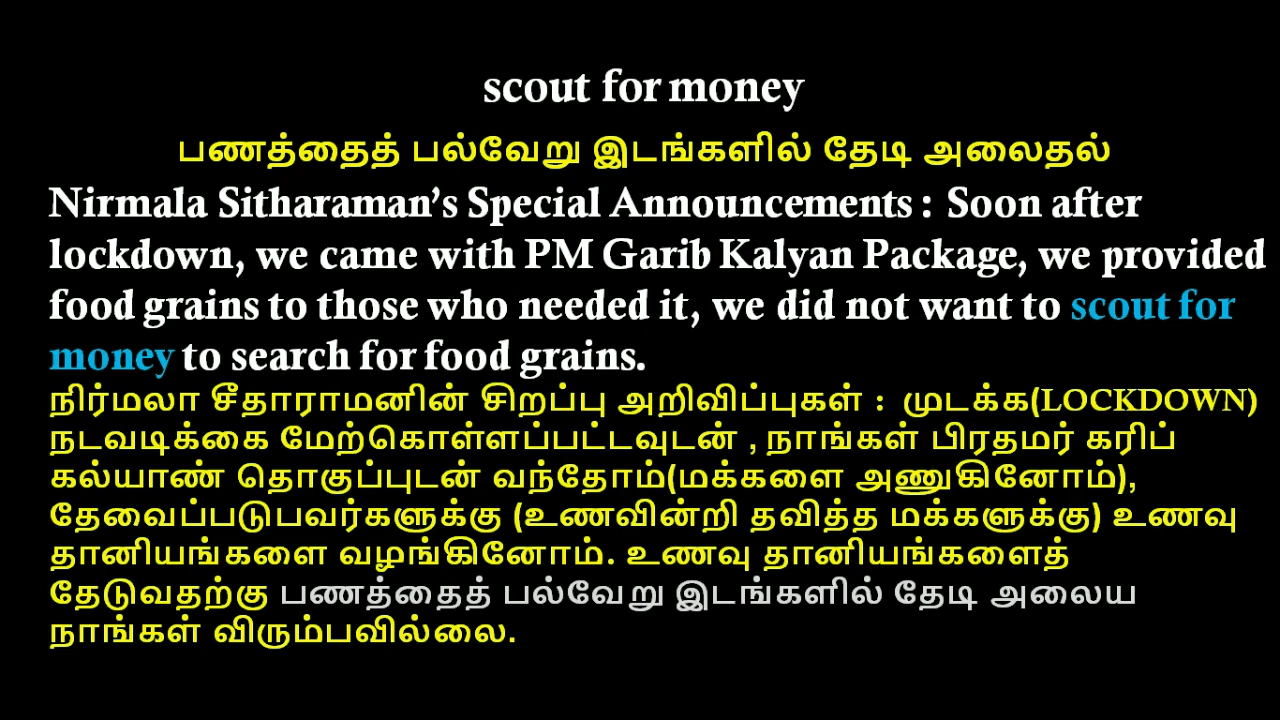 scout for money
பணத்தைத் பல்வேறு இடங்களில் தேடி அலைதல்
Nirmala Sitharaman’s Special Announcements : Soon after
lockdown, we came with PM Garib Kalyan Package, we provided
food grains to those who needed it, we did not want to scout for
money to search for food grains.
நிர்மலா சீதாராமனின் சிறப்பு அறிவிப்புகள் : முடக்க(LOCKDOWN)
நடவடிக்கை மேற்கொள்ளப்பட்டவுடன் , நாங்கள் பிரதமர் கரிப்
கல்யாண் தொகுப்புடன் வந்தோம்(மக்களை அணுகினோம்),
தேவைப்படுபவர்களுக்கு (உணவின்றி தவித்த மக்களுக்கு) உணவு
தானியங்களை வழங்கினோம். உணவு தானியங்களைத்
தேடுவதற்கு பணத்தைத் பல்வேறு இடங்களில் தேடி அலைய
நாங்கள் விரும்பவில்லை.